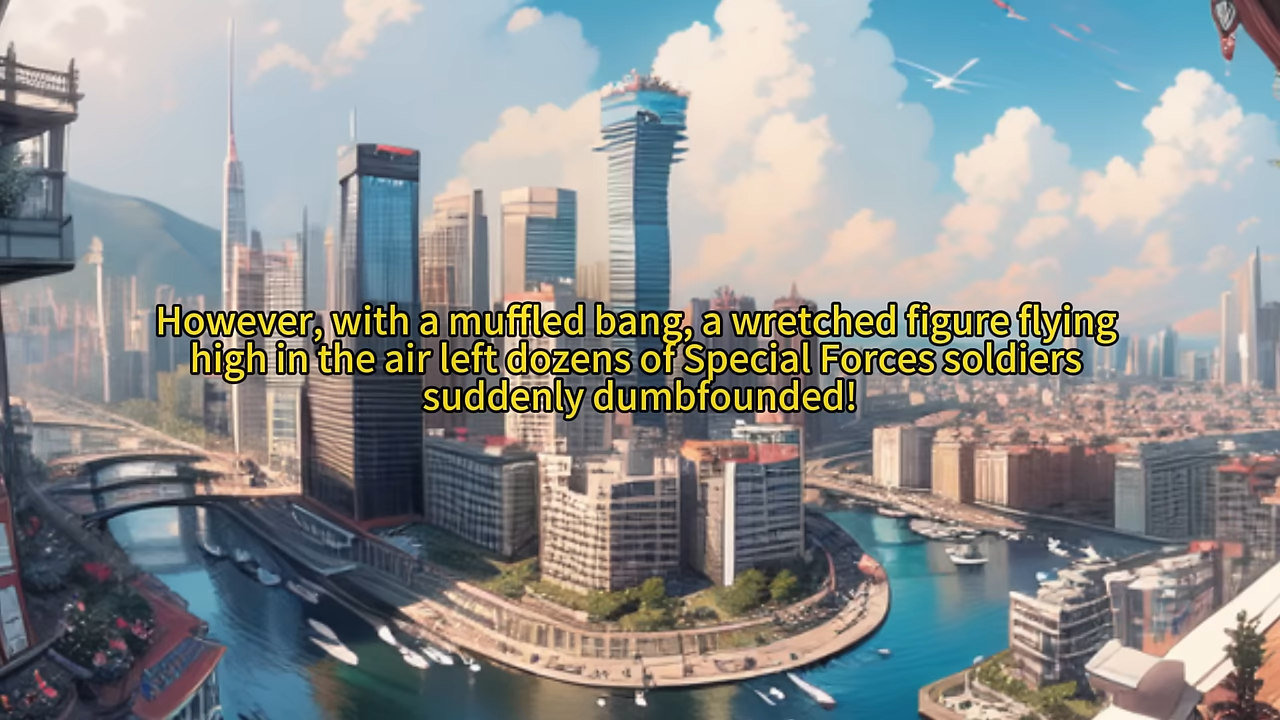 However, with a muffled bang, a wretched figure flying
high in the air left dozens of Special Forces soldiers
suddenly dumbfounded!